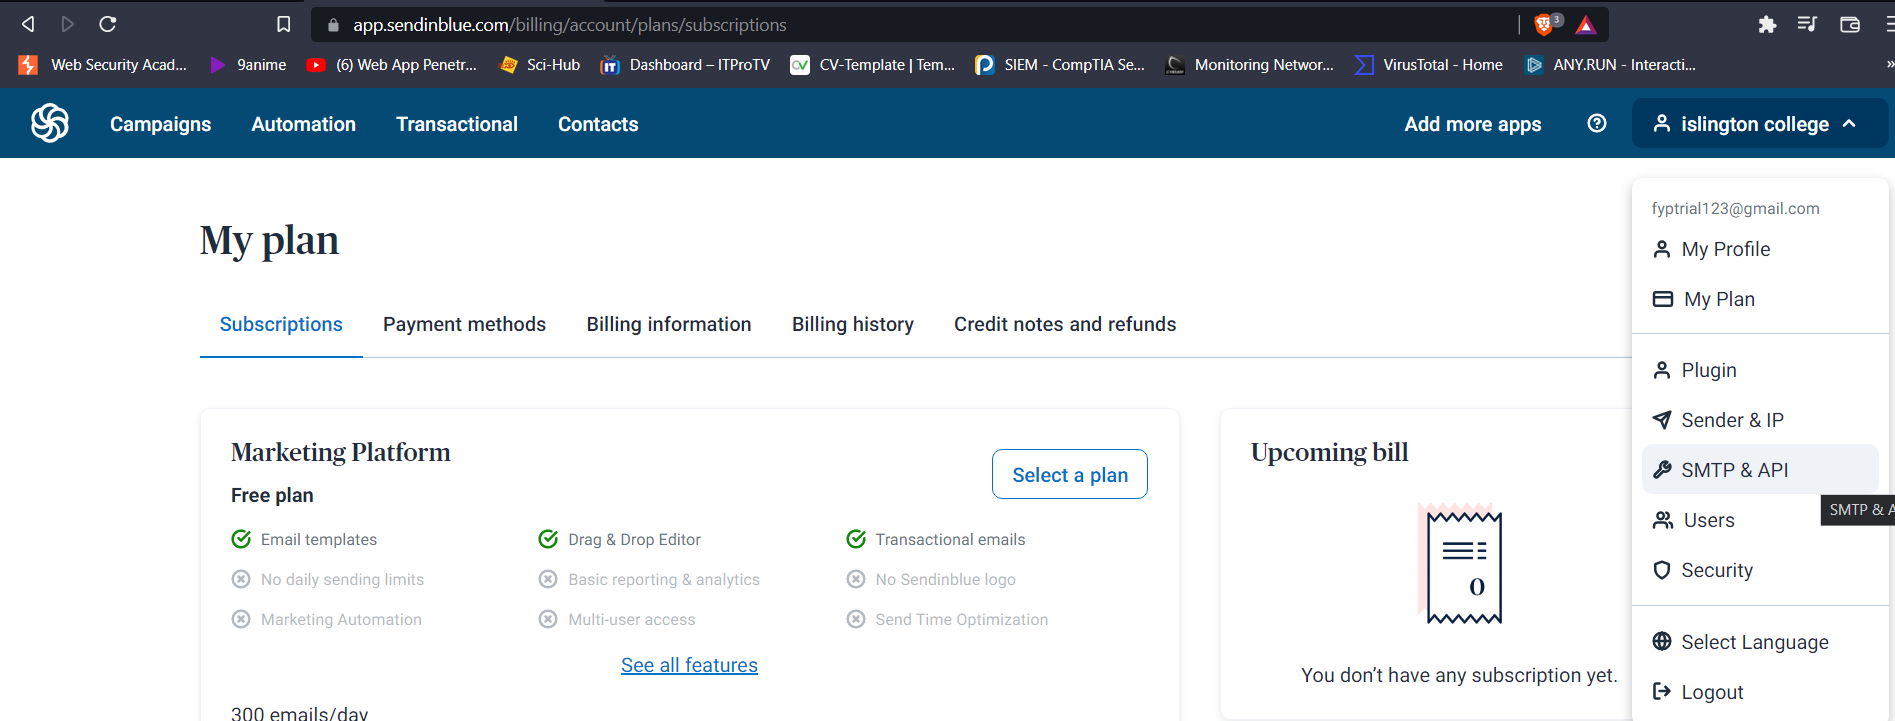 app.sendinblue.com/billing/account/plans/subscriptions
3
Web Security Acad... 9anime (6) Web App Penetr... Sci-Hub Dashboard – ITProTV CV-Template | Tem... SIEM - CompTIA Se... Monitoring Networ... VirusTotal - Home ANY.RUN - Interacti... »
Campaigns Automation Transactional Contacts Add more apps islington college
fyptrial123@gmail.com
My Profile
My Plan
Plugin
Sender & IP
SMTP & API
SMTP & A
Users
Security
Select Language
Logout
My plan
Subscriptions Payment methods Billing information Billing history Credit notes and refunds
Marketing Platform
Select a plan
Free plan
Email templates Drag & Drop Editor Transactional emails
No daily sending limits Basic reporting & analytics No Sendinblue logo
Marketing Automation Multi-user access Send Time Optimization
See all features
300 emails/day
Upcoming bill
0
You don’t have any subscription yet.